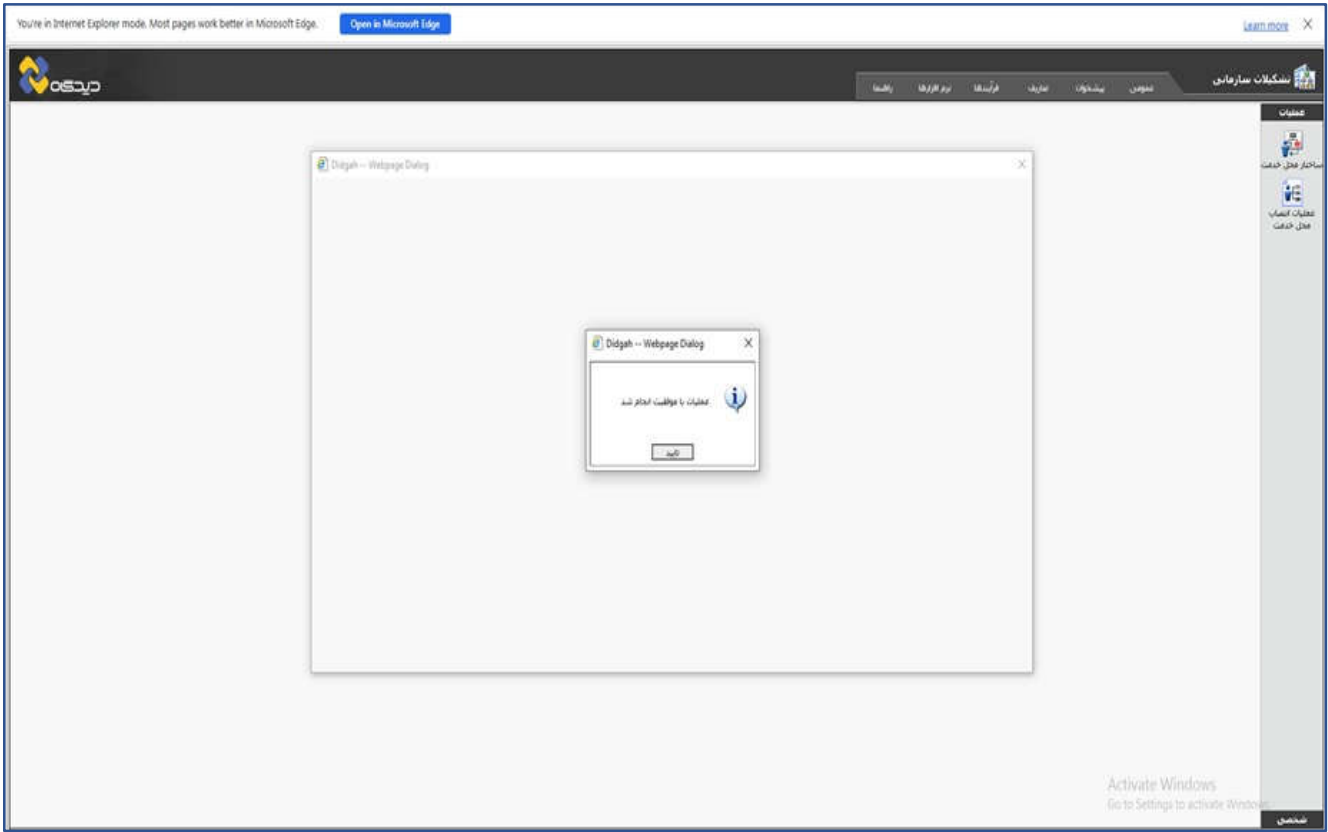 You're in Internet Explorer mode. Most pages work better in Microsoft Edge.
Open in Microsoft Edge
Learn more
دیدگاه
تشکیلات سازمانی
عمومی
پیشخوان
تعاریف
فرآیندها
نرم افزارها
راهنما
عملیات
ساختار محل خدمت
عملیات انتساب
محل خدمت
Didgah -- Webpage Dialog
Didgah -- Webpage Dialog
عملیات با موفقیت انجام شد
تایید
Activate Windows
Go to Settings to activate Windows.
شخصی